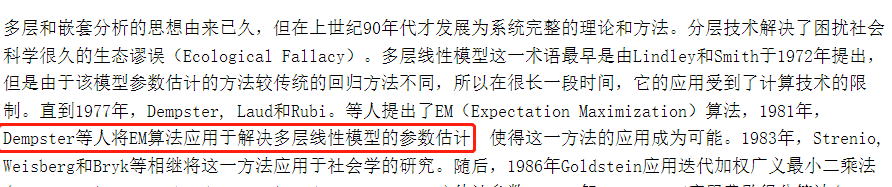 多层和嵌套分析的思想由来已久，但在上世纪90年代才发展为系统完整的理论和方法。分层技术解决了困扰社会
科学很久的生态谬误（Ecological Fallacy）。多层线性模型这一术语最早是由Lindley和Smith于1972年提出，
但是由于该模型参数估计的方法较传统的回归方法不同，所以在很长一段时间，它的应用受到了计算技术的限
制。直到1977年，Dempster, Laud和Rubi。等人提出了EM（Expectation Maximization）算法，1981年，
Dempster等人将EM算法应用于解决多层线性模型的参数估计 使得这一方法的应用成为可能。1983年，Strenio,
Weisberg和Bryk等相继将这一方法应用于社会学的研究。随后，1986年Goldstein应用迭代加权广义最小二乘法